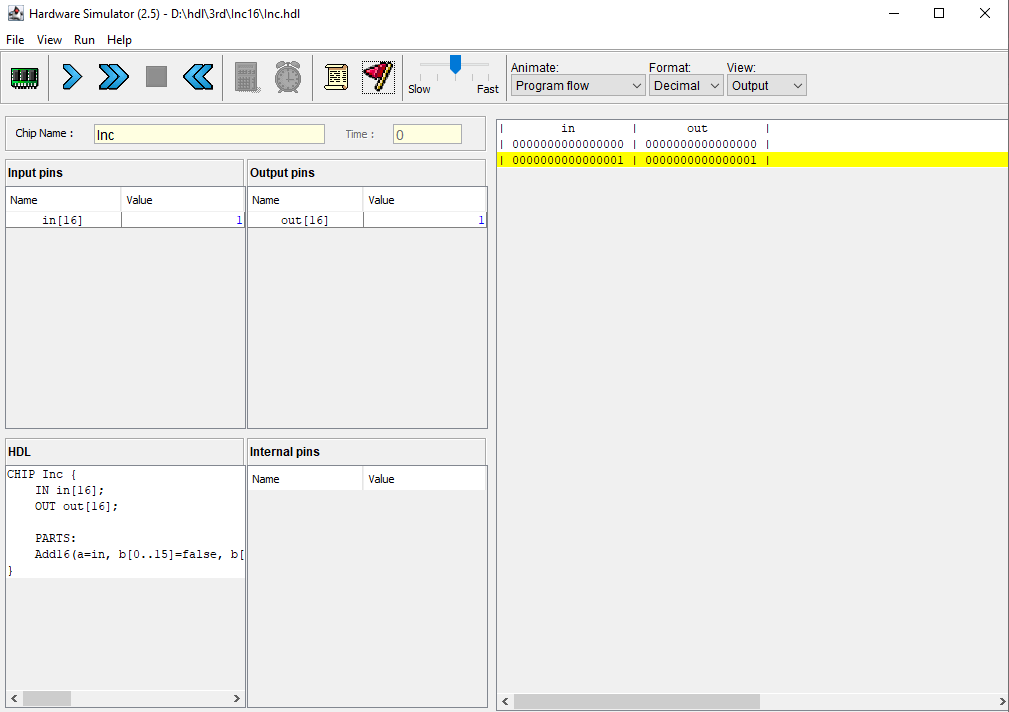 Hardware Simulator (2.5) - D:\hdl\3rd\Inc16\Inc.hdl
File View Run Help
Slow Fast
Animate: Format: View:
Program flow Decimal Output
Chip Name : Inc Time : 0
Input pins
Name Value
in[16] 1
Output pins
Name Value
out[16] 1
HDL
CHIP Inc {
IN in[16];
OUT out[16];
PARTS:
Add16(a=in, b[0..15]=false, b[
}
Internal pins
Name Value
| in | out |
| 0000000000000000 | 0000000000000000 |
| 0000000000000001 | 0000000000000001 |